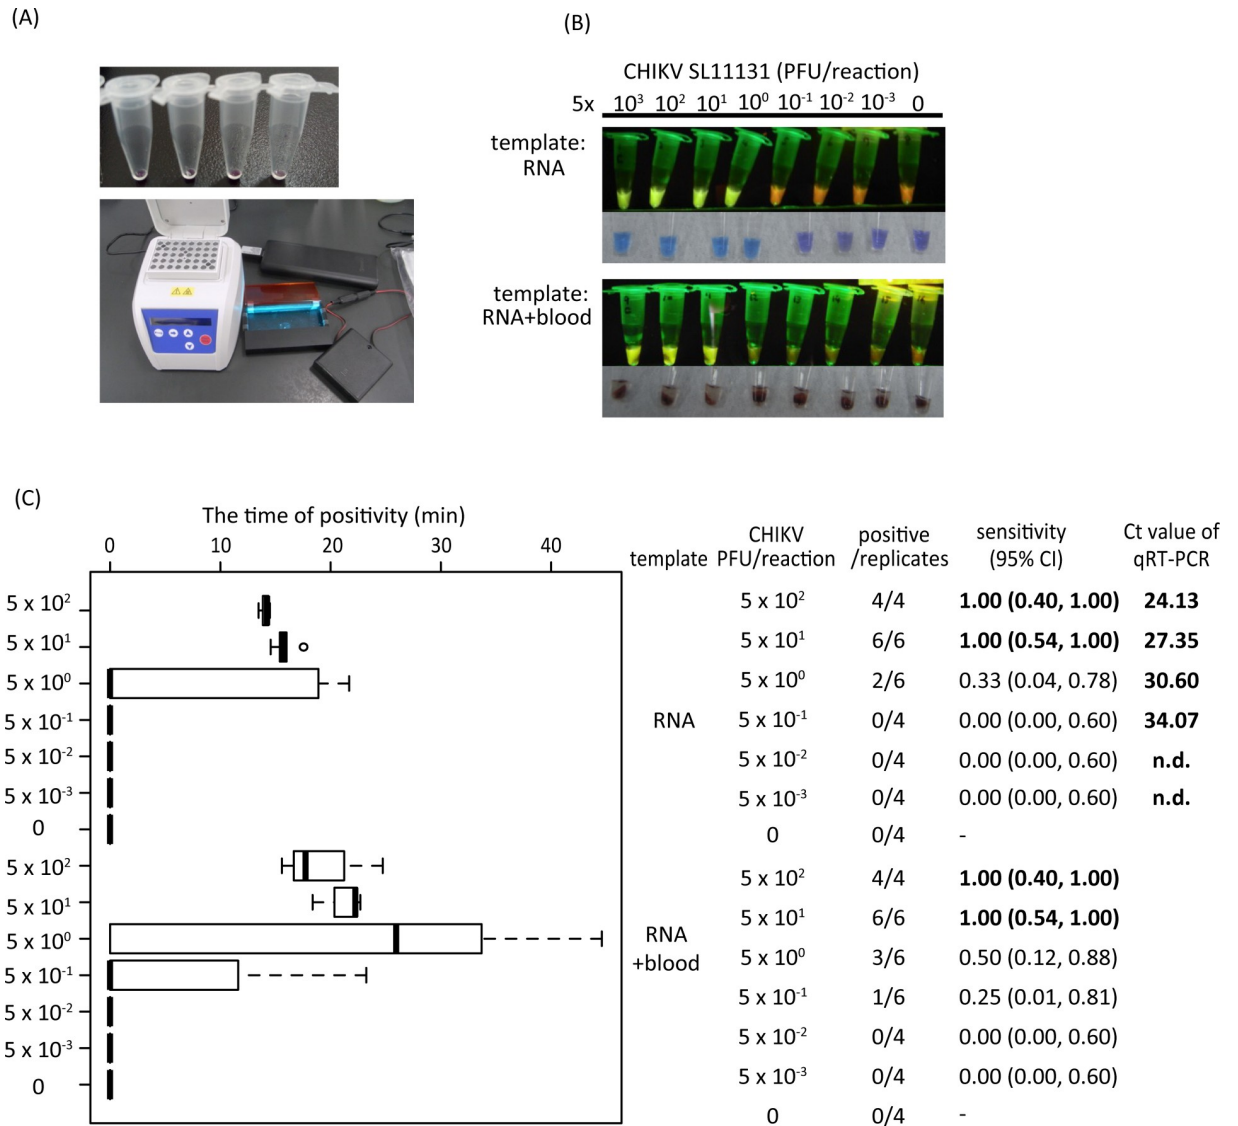 (A)
(B)
CHIKV SL11131 (PFU/reaction)
5x 10³ 10² 10¹ 10⁰ 10⁻¹ 10⁻² 10⁻³ 0
template:
RNA
template:
RNA+blood
(C)
The time of positivity (min)
0 10 20 30 40
template CHIKV PFU/reaction positive /replicates sensitivity (95% CI) Ct value of qRT-PCR
5 x 10²
5 x 10¹
5 x 10⁰
5 x 10⁻¹
5 x 10⁻²
5 x 10⁻³
0
5 x 10²
5 x 10¹
5 x 10⁰
5 x 10⁻¹
5 x 10⁻²
5 x 10⁻³
0
RNA
5 x 10² 4/4 1.00 (0.40, 1.00) 24.13
5 x 10¹ 6/6 1.00 (0.54, 1.00) 27.35
5 x 10⁰ 2/6 0.33 (0.04, 0.78) 30.60
5 x 10⁻¹ 0/4 0.00 (0.00, 0.60) 34.07
5 x 10⁻² 0/4 0.00 (0.00, 0.60) n.d.
5 x 10⁻³ 0/4 0.00 (0.00, 0.60) n.d.
0 0/4 -
RNA
+blood
5 x 10² 4/4 1.00 (0.40, 1.00)
5 x 10¹ 6/6 1.00 (0.54, 1.00)
5 x 10⁰ 3/6 0.50 (0.12, 0.88)
5 x 10⁻¹ 1/6 0.25 (0.01, 0.81)
5 x 10⁻² 0/4 0.00 (0.00, 0.60)
5 x 10⁻³ 0/4 0.00 (0.00, 0.60)
0 0/4 -